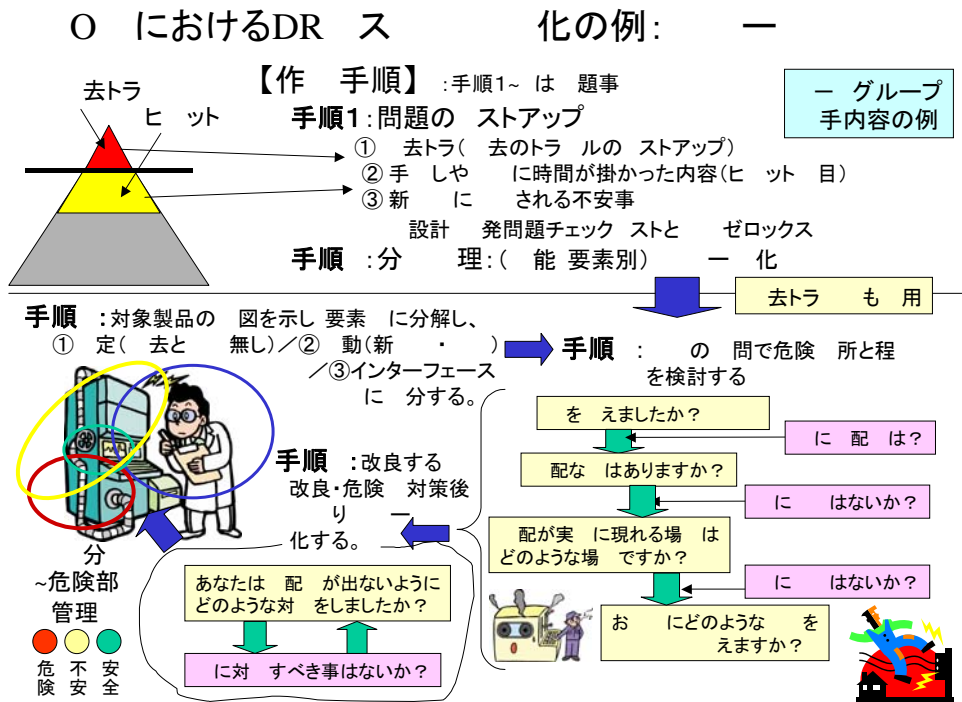 O　におけるDR　ス　　　化の例：　　ー
【作　手順】：手順1~ は　題事
ー グループ
手内容の例
去トラ
ヒ　ット
手順1：問題の　ストアップ
①　去トラ(　去のトラ　ルの　ストアップ)
② 手　しや　　に時間が掛かった内容(ヒ　ット　目)
③ 新　　に　　される不安事
設計　発問題チェック　ストと　　ゼロックス
手順　：分　　理：(　能 要素別)　　ー　化
去トラ　　も　用
手順　：対象製品の　図を示し 要素　に分解し、
①　定(　去と　　無し)／②　動(新　　・　　)
／③インターフェース
に　分する。
手順　：　　の　問で危険　所と程
を検討する
を　えましたか？
に　配　は？
配な　はありますか？
に　　はないか？
配が実　に現れる場　は
どのような場　ですか？
に　　はないか？
お　　にどのような　　を
えますか？
手順　：改良する
改良・危険　対策後
り　　ー
化する。
あなたは　配　が出ないように
どのような対　をしましたか？
に対　すべき事はないか？
分
~危険部
管理
危険
不安
安全